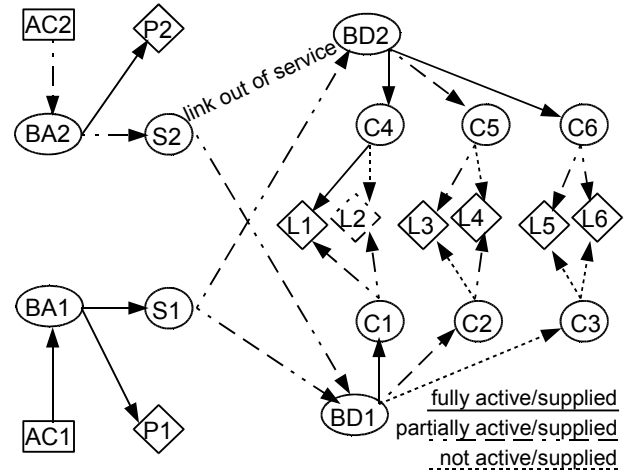 AC2
P2
BD2
link out of service
BA2
S2
C4
C5
C6
L1
L2
L3
L4
L5
L6
BA1
S1
C1
C2
C3
AC1
P1
BD1
fully active/supplied
partially active/supplied
not active/supplied